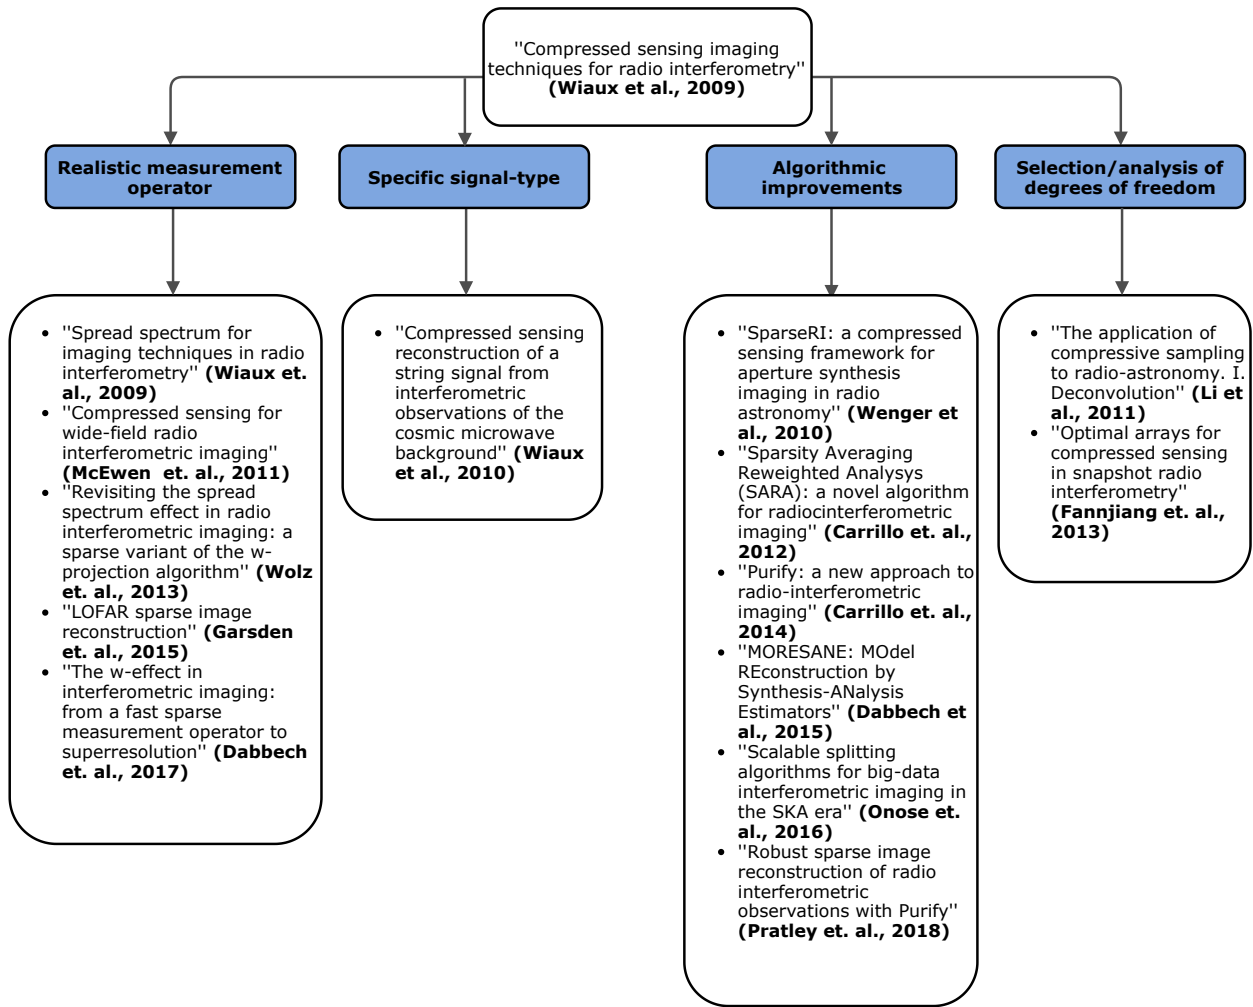 "Compressed sensing imaging
techniques for radio interferometry"
(Wiaux et al., 2009)
Realistic measurement
operator
Specific signal-type
Algorithmic
improvements
Selection/analysis of
degrees of freedom
• "Spread spectrum for
imaging techniques in radio
interferometry" (Wiaux et.
al., 2009)
• "Compressed sensing for
wide-field radio
interferometric imaging"
(McEwen  et. al., 2011)
• "Revisiting the spread
spectrum effect in radio
interferometric imaging: a
sparse variant of the w-
projection algorithm" (Wolz
et. al., 2013)
• "LOFAR sparse image
reconstruction" (Garsden
et. al., 2015)
• "The w-effect in
interferometric imaging:
from a fast sparse
measurement operator to
superresolution" (Dabbech
et. al., 2017)
• "Compressed sensing
reconstruction of a
string signal from
interferometric
observations of the
cosmic microwave
background" (Wiaux
et al., 2010)
• "SparseRI: a compressed
sensing framework for
aperture synthesis
imaging in radio
astronomy" (Wenger et
al., 2010)
• "Sparsity Averaging
Reweighted Analysys
(SARA): a novel algorithm
for radiocinterferometric
imaging" (Carrillo et. al.,
2012)
• "Purify: a new approach to
radio-interferometric
imaging" (Carrillo et. al.,
2014)
• "MORESANE: MOdel
REconstruction by
Synthesis-ANalysis
Estimators" (Dabbech et
al., 2015)
• "Scalable splitting
algorithms for big-data
interferometric imaging in
the SKA era" (Onose et.
al., 2016)
• "Robust sparse image
reconstruction of radio
interferometric
observations with Purify"
(Pratley et. al., 2018)
• "The application of
compressive sampling
to radio-astronomy. I.
Deconvolution" (Li et
al., 2011)
• "Optimal arrays for
compressed sensing
in snapshot radio
interferometry"
(Fannjiang et. al.,
2013)